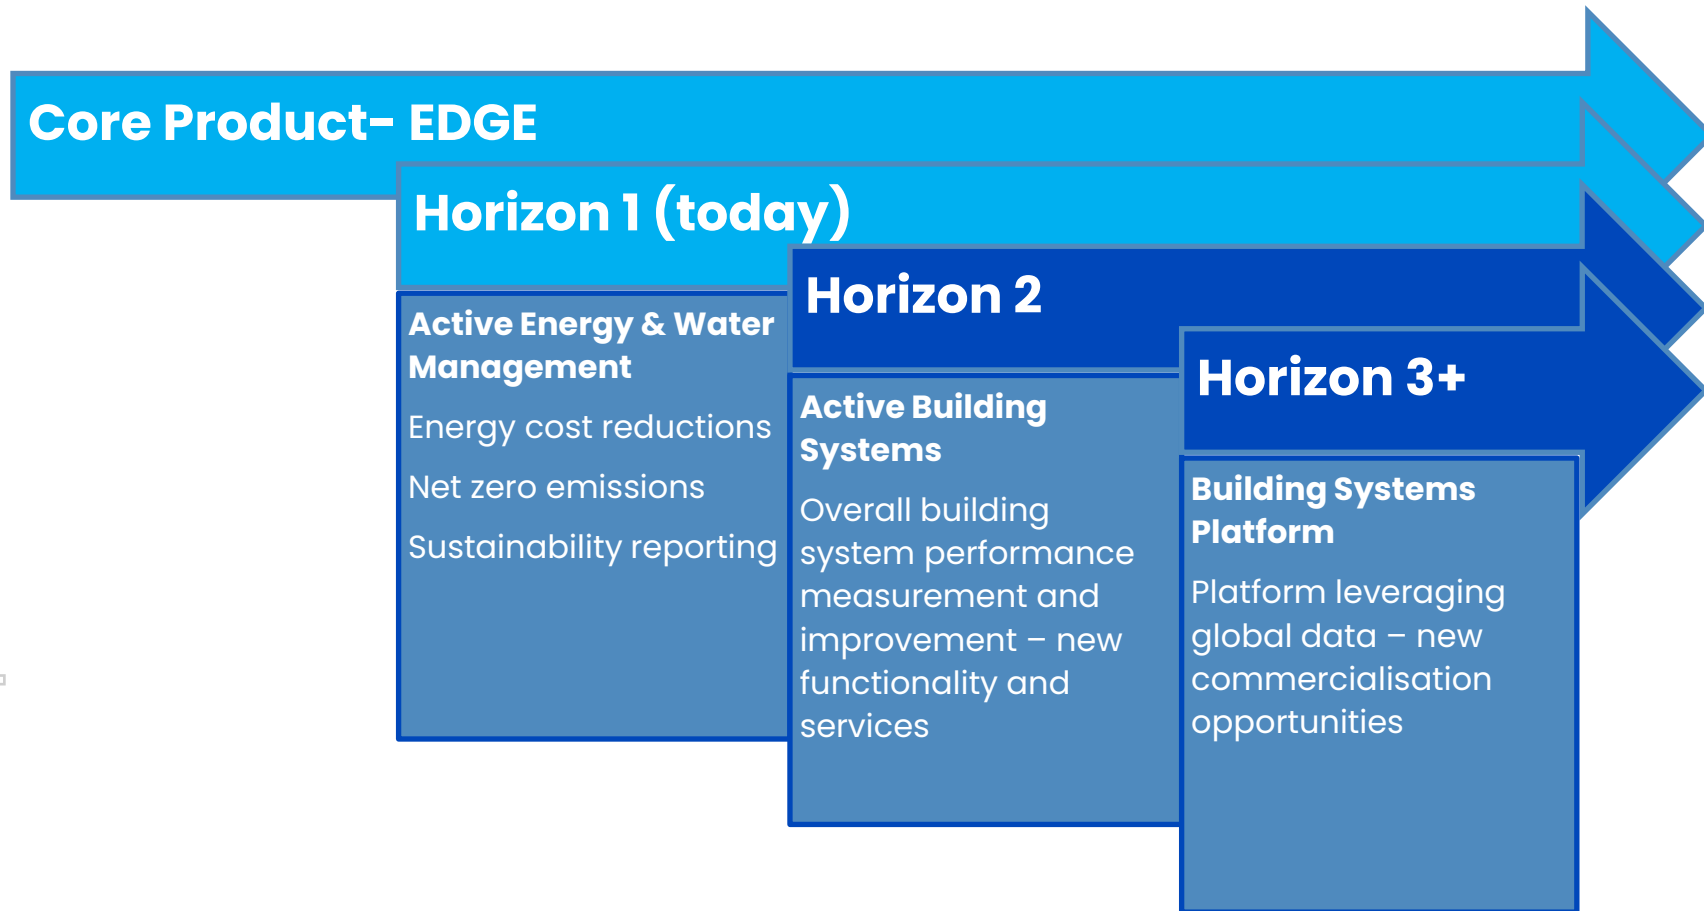 Core Product- EDGE
Horizon 1 (today)
Active Energy & Water
Management
Energy cost reductions
Net zero emissions
Sustainability reporting
Horizon 2
Active Building
Systems
Overall building
system performance
measurement and
improvement – new
functionality and
services
Horizon 3+
Building Systems
Platform
Platform leveraging
global data – new
commercialisation
opportunities